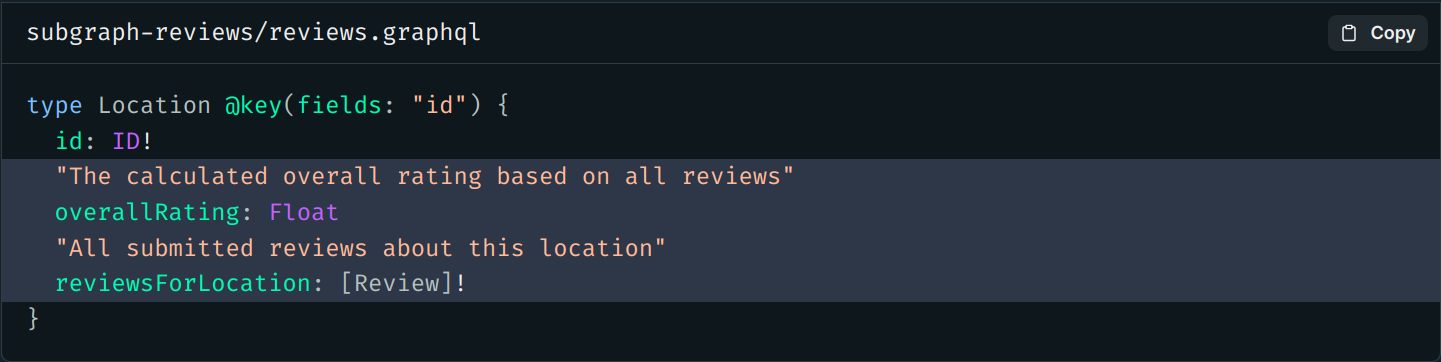 subgraph-reviews/reviews.graphql
Copy
type Location @key(fields: "id") {
  id: ID!
  "The calculated overall rating based on all reviews"
  overallRating: Float
  "All submitted reviews about this location"
  reviewsForLocation: [Review]!
}